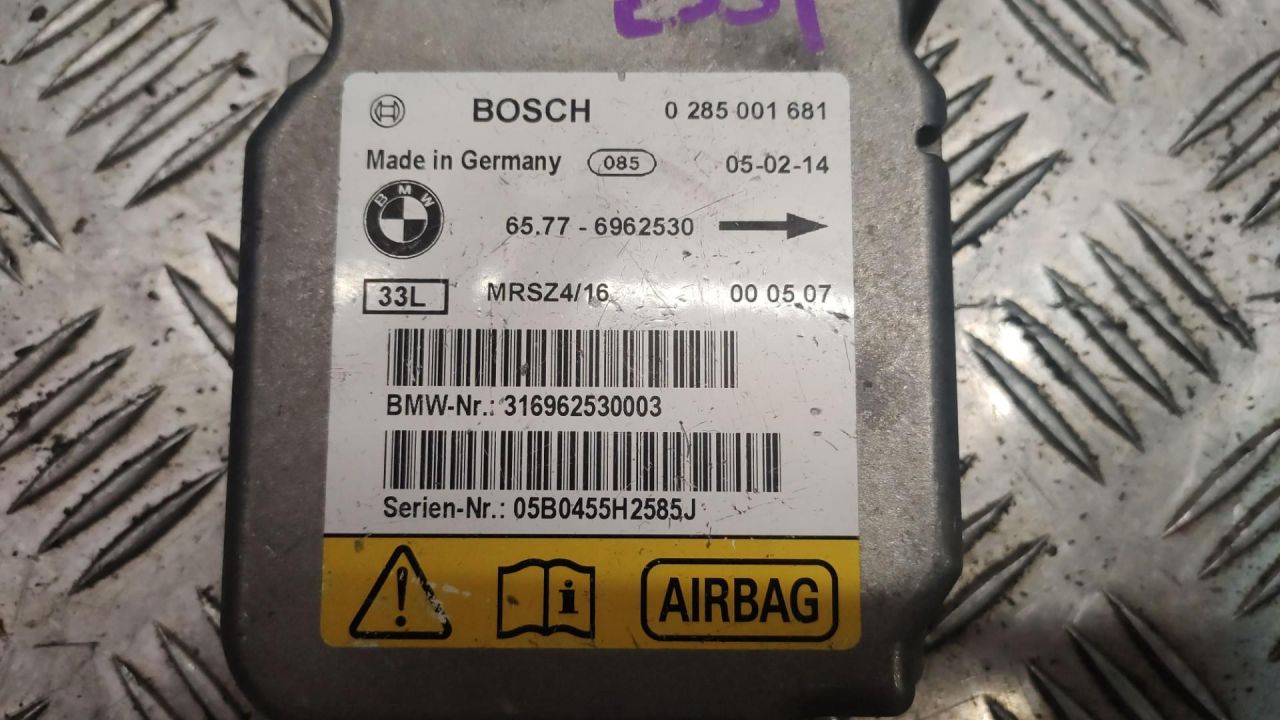 BOSCH 0 285 001 681
Made in Germany 085 05-02-14
BMW
65.77 - 6962530
33L MRSZ4/16 00 05 07
BMW-Nr.: 316962530003
Serien-Nr.: 05B0455H2585J
i AIRBAG